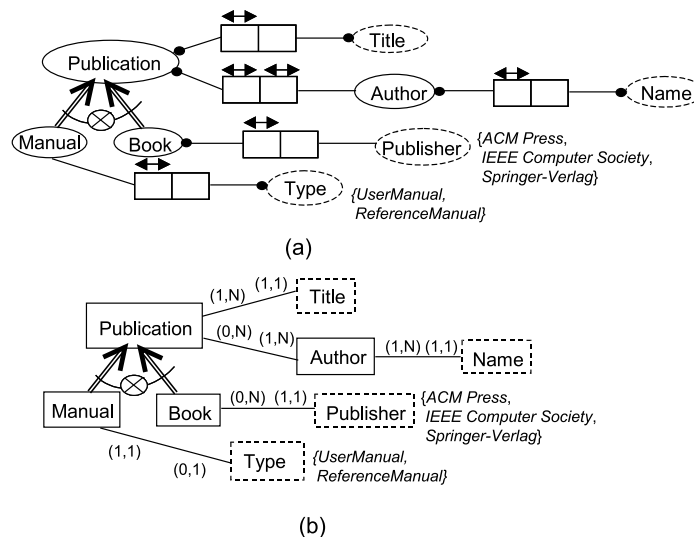 Title
Publication
Author
Name
Manual
Book
Publisher
{ACM Press,
IEEE Computer Society,
Springer-Verlag}
Type
{UserManual,
ReferenceManual}
(a)
(1,N)
(1,1)
Title
Publication
(0,N)
(1,N)
Author
(1,N) (1,1)
Name
Manual
Book
(0,N) (1,1)
Publisher
{ACM Press,
IEEE Computer Society,
Springer-Verlag}
(1,1)
(0,1)
Type
{UserManual,
ReferenceManual}
(b)